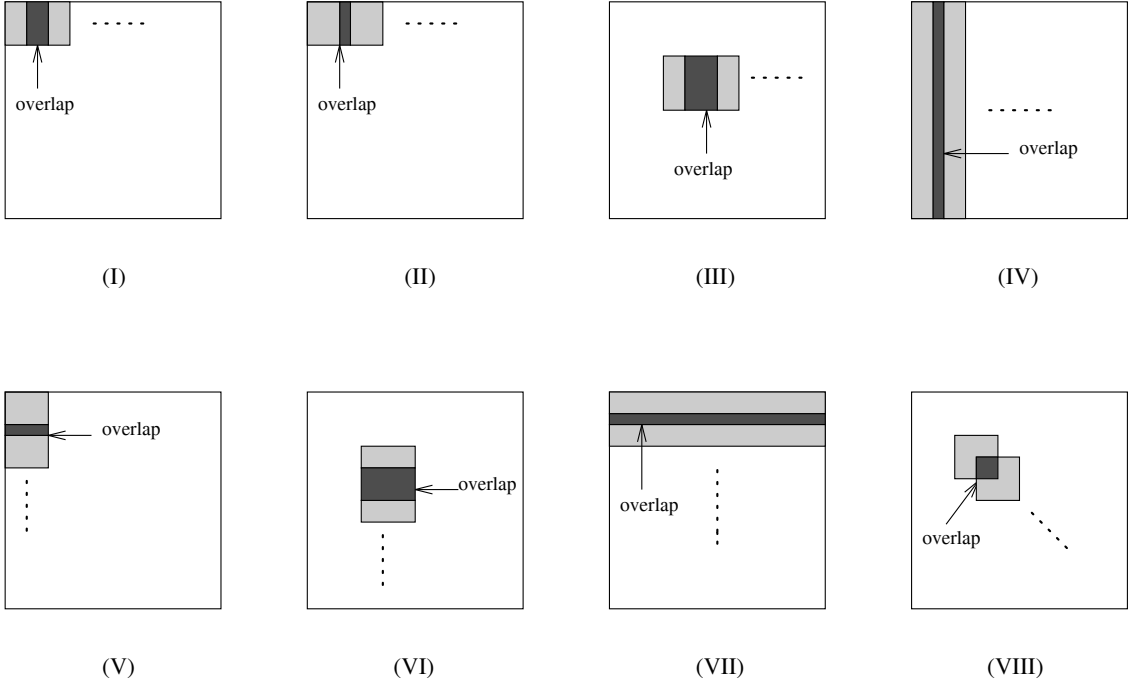 overlap
overlap
overlap
overlap
(I)
(II)
(III)
(IV)
overlap
overlap
overlap
overlap
(V)
(VI)
(VII)
(VIII)